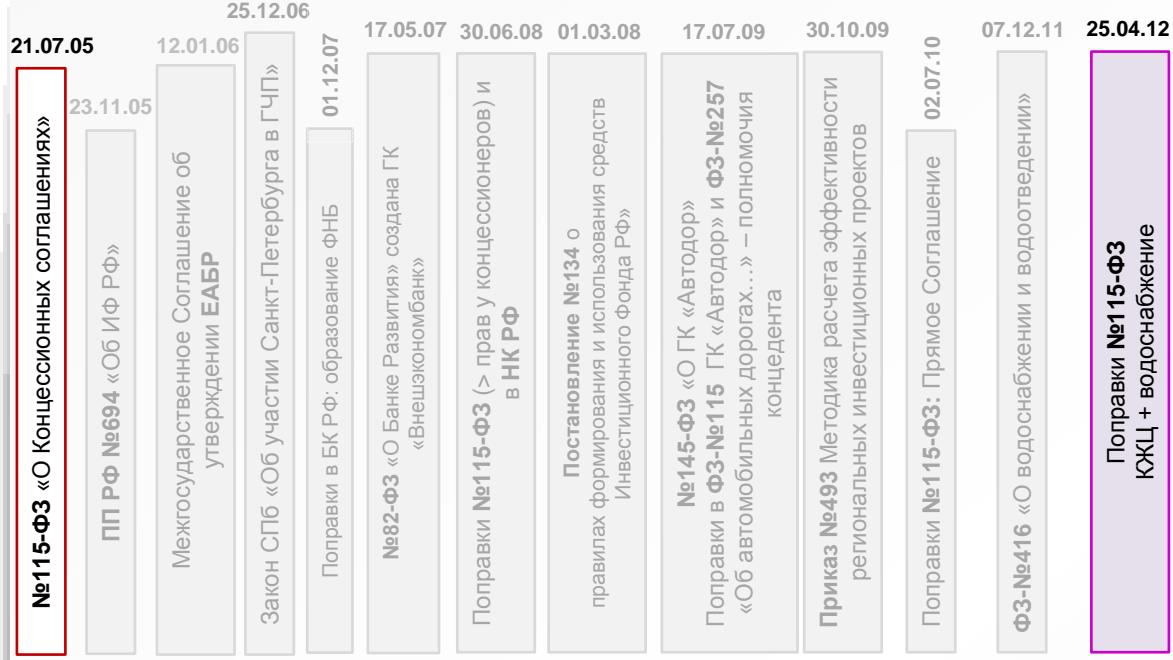 21.07.05
№115-ФЗ «О Концессионных соглашениях»
23.11.05
ПП РФ №694 «Об ИФ РФ»
12.01.06
Межгосударственное Соглашение об
утверждении ЕАБР
25.12.06
Закон СПб «Об участии Санкт-Петербурга в ГЧП»
01.12.07
Поправки в БК РФ: образование ФНБ
17.05.07
№82-ФЗ «О Банке Развития» создана ГК
«Внешэкономбанк»
30.06.08
Поправки №115-ФЗ (> прав у концессионеров) и
в НК РФ
01.03.08
Постановление №134 о
правилах формирования и использования средств
Инвестиционного Фонда РФ»
17.07.09
№145-ФЗ «О ГК «Автодор»
Поправки в ФЗ-№115 ГК «Автодор» и ФЗ-№257
«Об автомобильных дорогах…» – полномочия
концедента
30.10.09
Приказ №493 Методика расчета эффективности
региональных инвестиционных проектов
02.07.10
Поправки №115-ФЗ: Прямое Соглашение
07.12.11
ФЗ-№416 «О водоснабжении и водоотведении»
25.04.12
Поправки №115-ФЗ
КЖЦ + водоснабжение